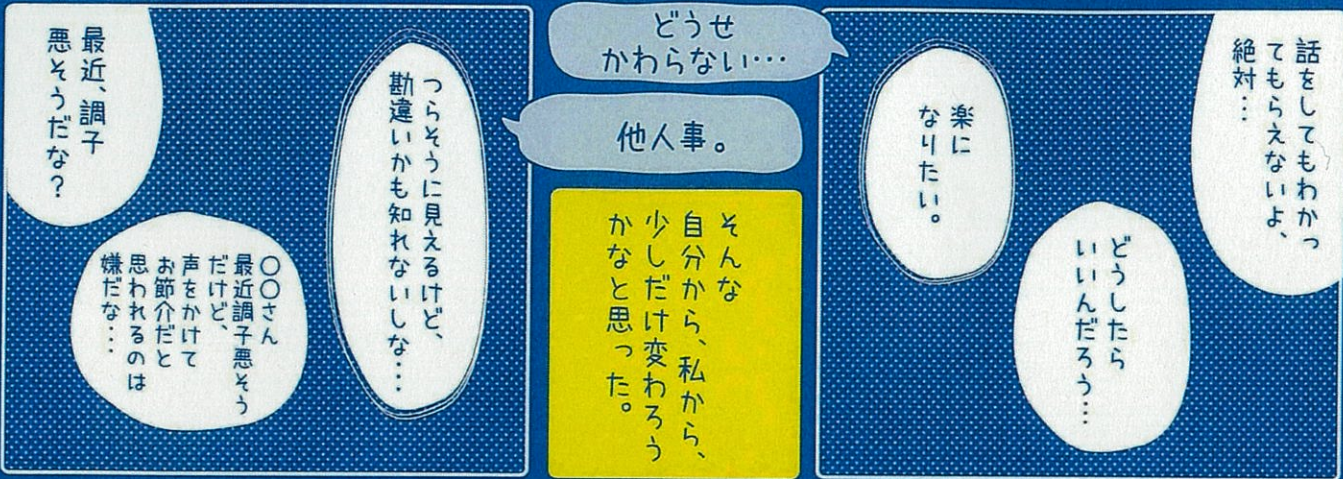 話をしてもわかっ
てもらえないよ、
絶対…
どうしたら
いいんだろう…
楽に
なりたい。
どうせ
かわらない…
他人事。
そんな
自分から、私から、
少しだけ変わろう
かなと思った。
つらそうに見えるけど、
勘違いかも知れないしな…
最近、調子
悪そうだな?
〇〇さん
最近調子悪そう
だけど、
声をかけて
お節介だと
思われるのは
嫌だな…